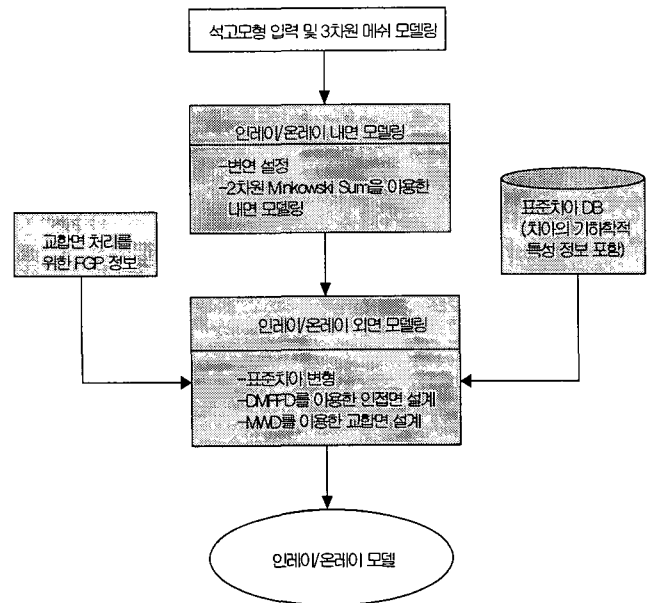 석고모형 입력 및 3차원 메쉬 모델링
인레이/온레이 내면 모델링
-변연 설정
-2차원 Minkowski Sum을 이용한
내면 모델링
표준치아 DB
(치아의 기하학적
특성 정보 포함)
교합면 처리를
위한 FGP 정보
인레이/온레이 외면 모델링
-표준치아 변형
-DMFFD를 이용한 인접면 설계
-MWD를 이용한 교합면 설계
인레이/온레이 모델